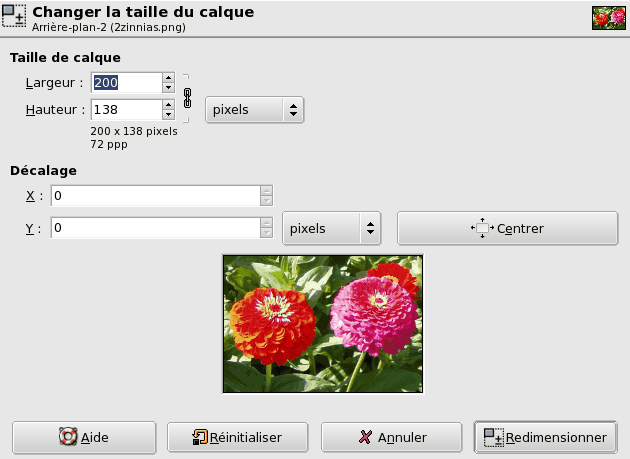 Changer la taille du calque
Arrière-plan-2 (2zinnias.png)
Taille de calque
Largeur : 200
Hauteur : 138 pixels
200 x 138 pixels
72 ppp
Décalage
X : 0
Y : 0 pixels Centrer
Aide Réinitialiser Annuler Redimensionner